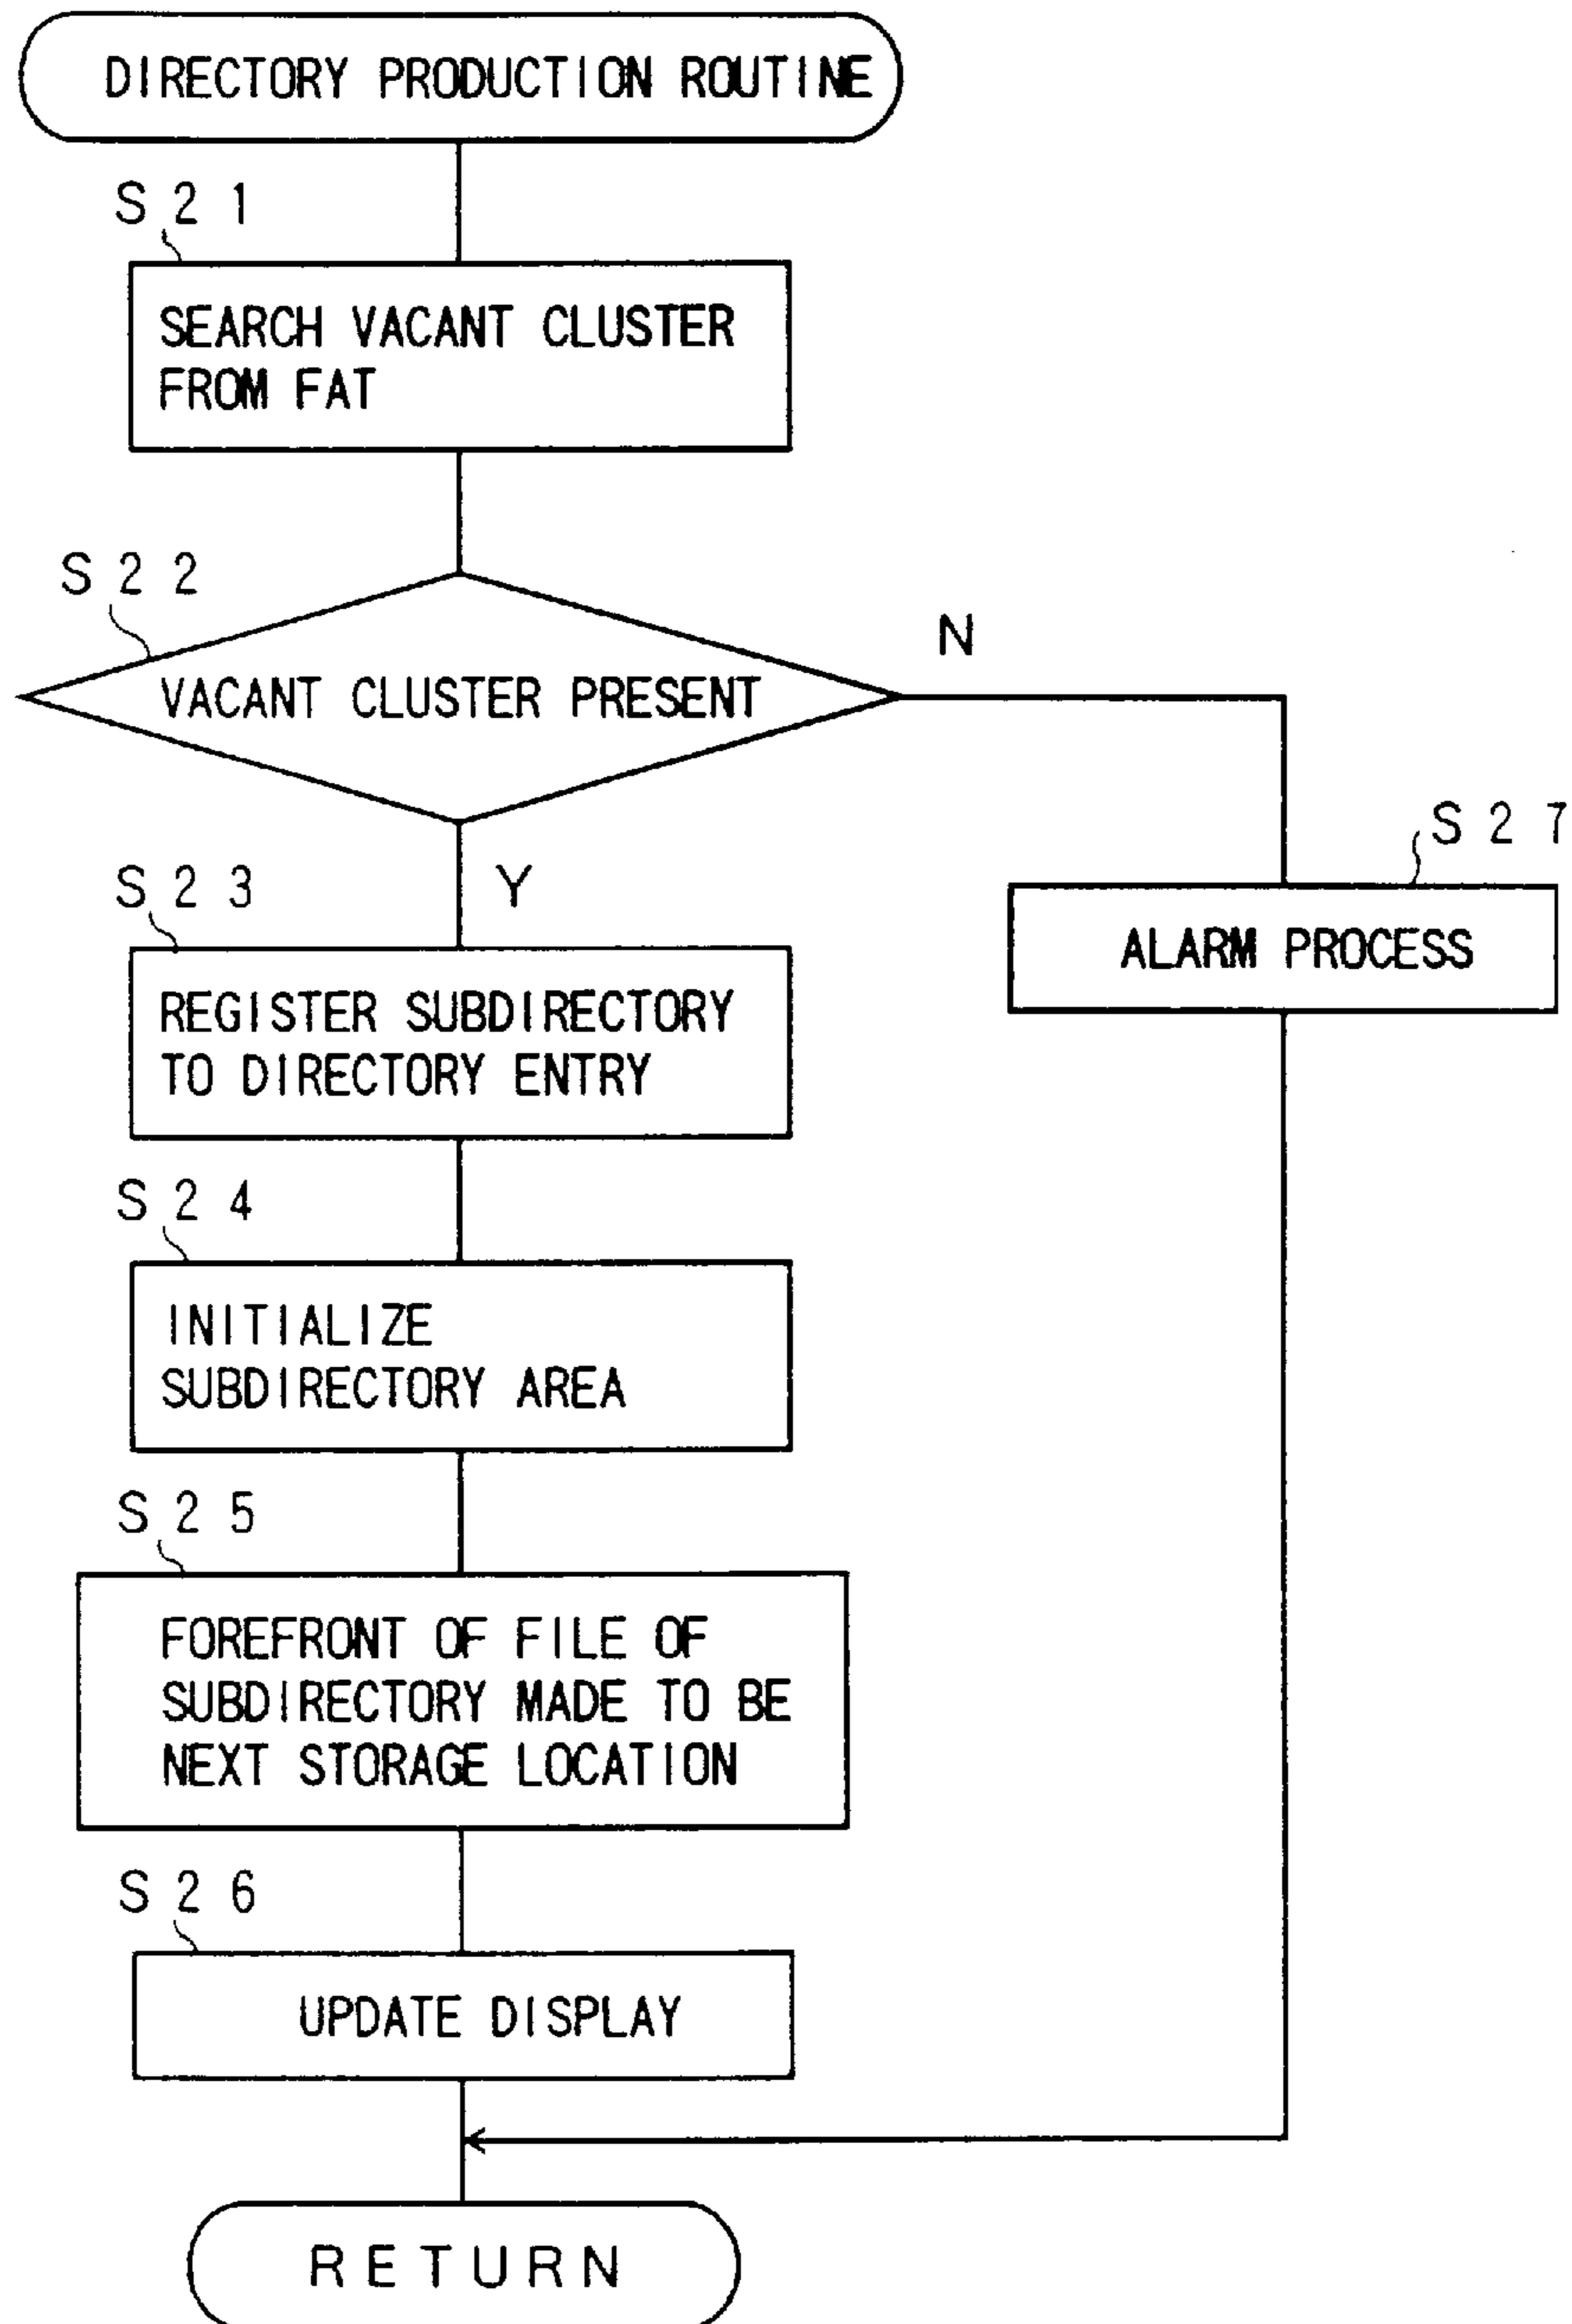 DIRECTORY PRODUCTION ROUTINE
S21
SEARCH VACANT CLUSTER
FROM FAT
S22
VACANT CLUSTER PRESENT
N
Y
S27
ALARM PROCESS
S23
REGISTER SUBDIRECTORY
TO DIRECTORY ENTRY
S24
INITIALIZE
SUBDIRECTORY AREA
S25
FOREFRONT OF FILE OF
SUBDIRECTORY MADE TO BE
NEXT STORAGE LOCATION
S26
UPDATE DISPLAY
RETURN